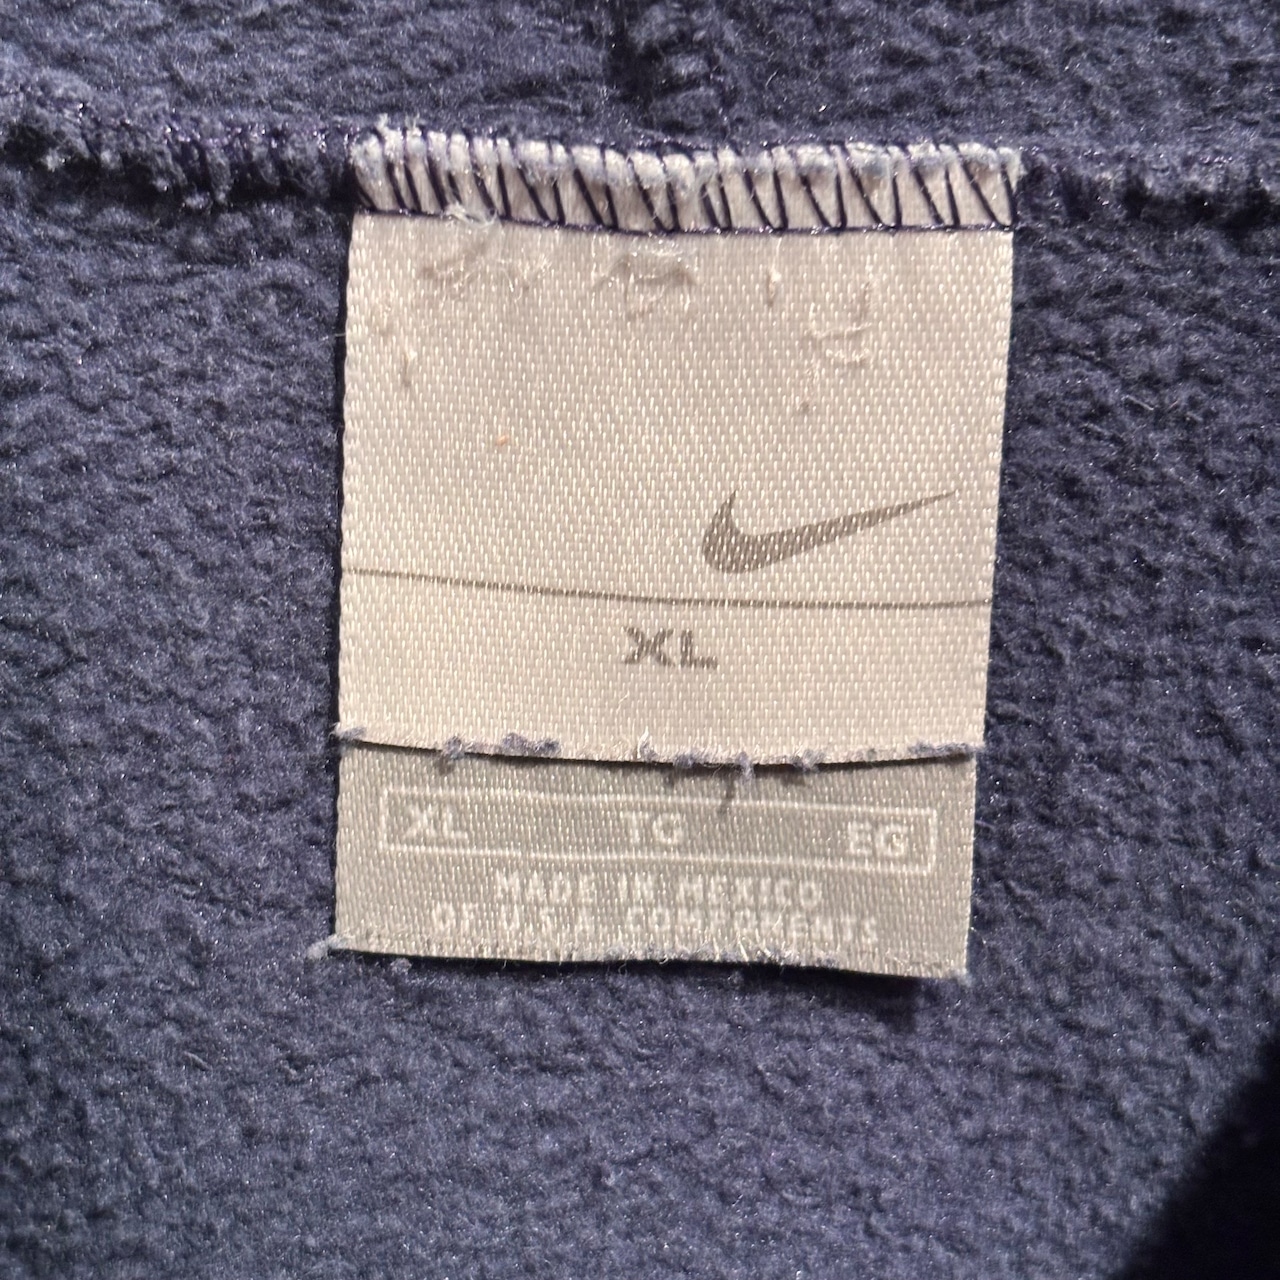 XL
XL TG EG
MADE IN MEXICO
OF U.S.A. COMPONENTS